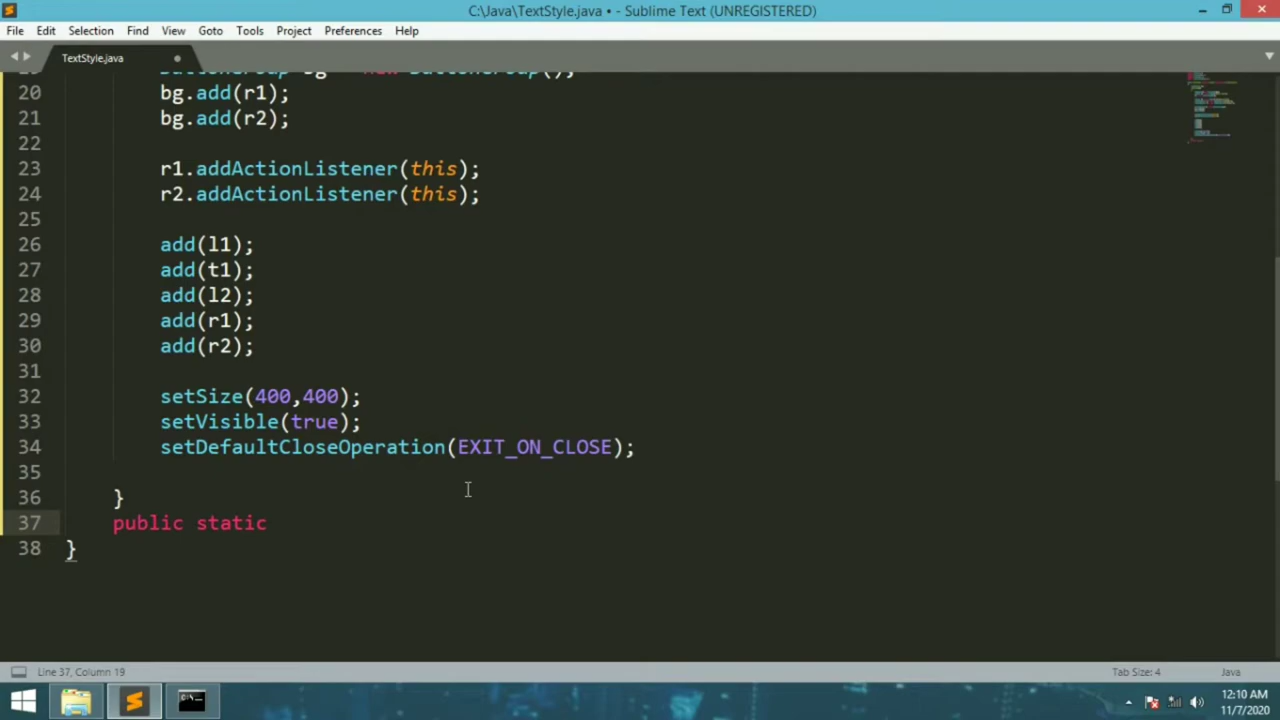 C:\Java\TextStyle.java • - Sublime Text (UNREGISTERED)
File Edit Selection Find View Goto Tools Project Preferences Help
TextStyle.java
20 bg.add(r1);
21 bg.add(r2);
22
23 r1.addActionListener(this);
24 r2.addActionListener(this);
25
26 add(l1);
27 add(t1);
28 add(l2);
29 add(r1);
30 add(r2);
31
32 setSize(400,400);
33 setVisible(true);
34 setDefaultCloseOperation(EXIT_ON_CLOSE);
35
36 }
37 public static
38 }
Line 37, Column 19 Tab Size: 4 Java
12:10 AM
11/7/2020